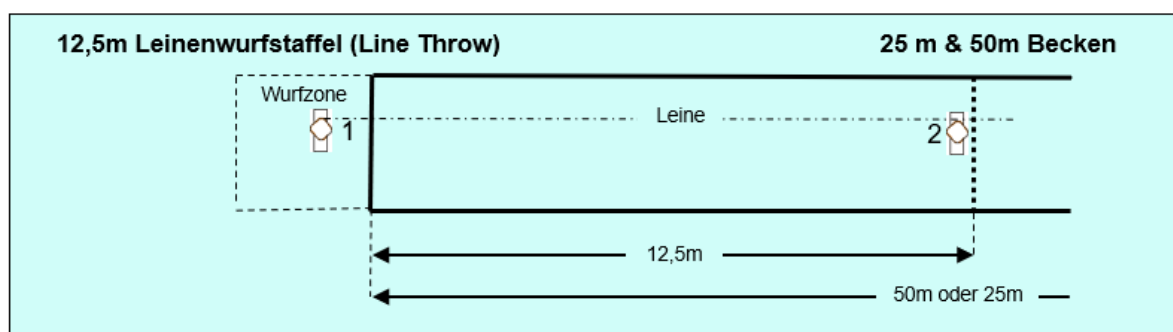 12,5m Leinenwurfstaffel (Line Throw) 25 m & 50m Becken
Wurfzone
Leine
1 2
12,5m
50m oder 25m